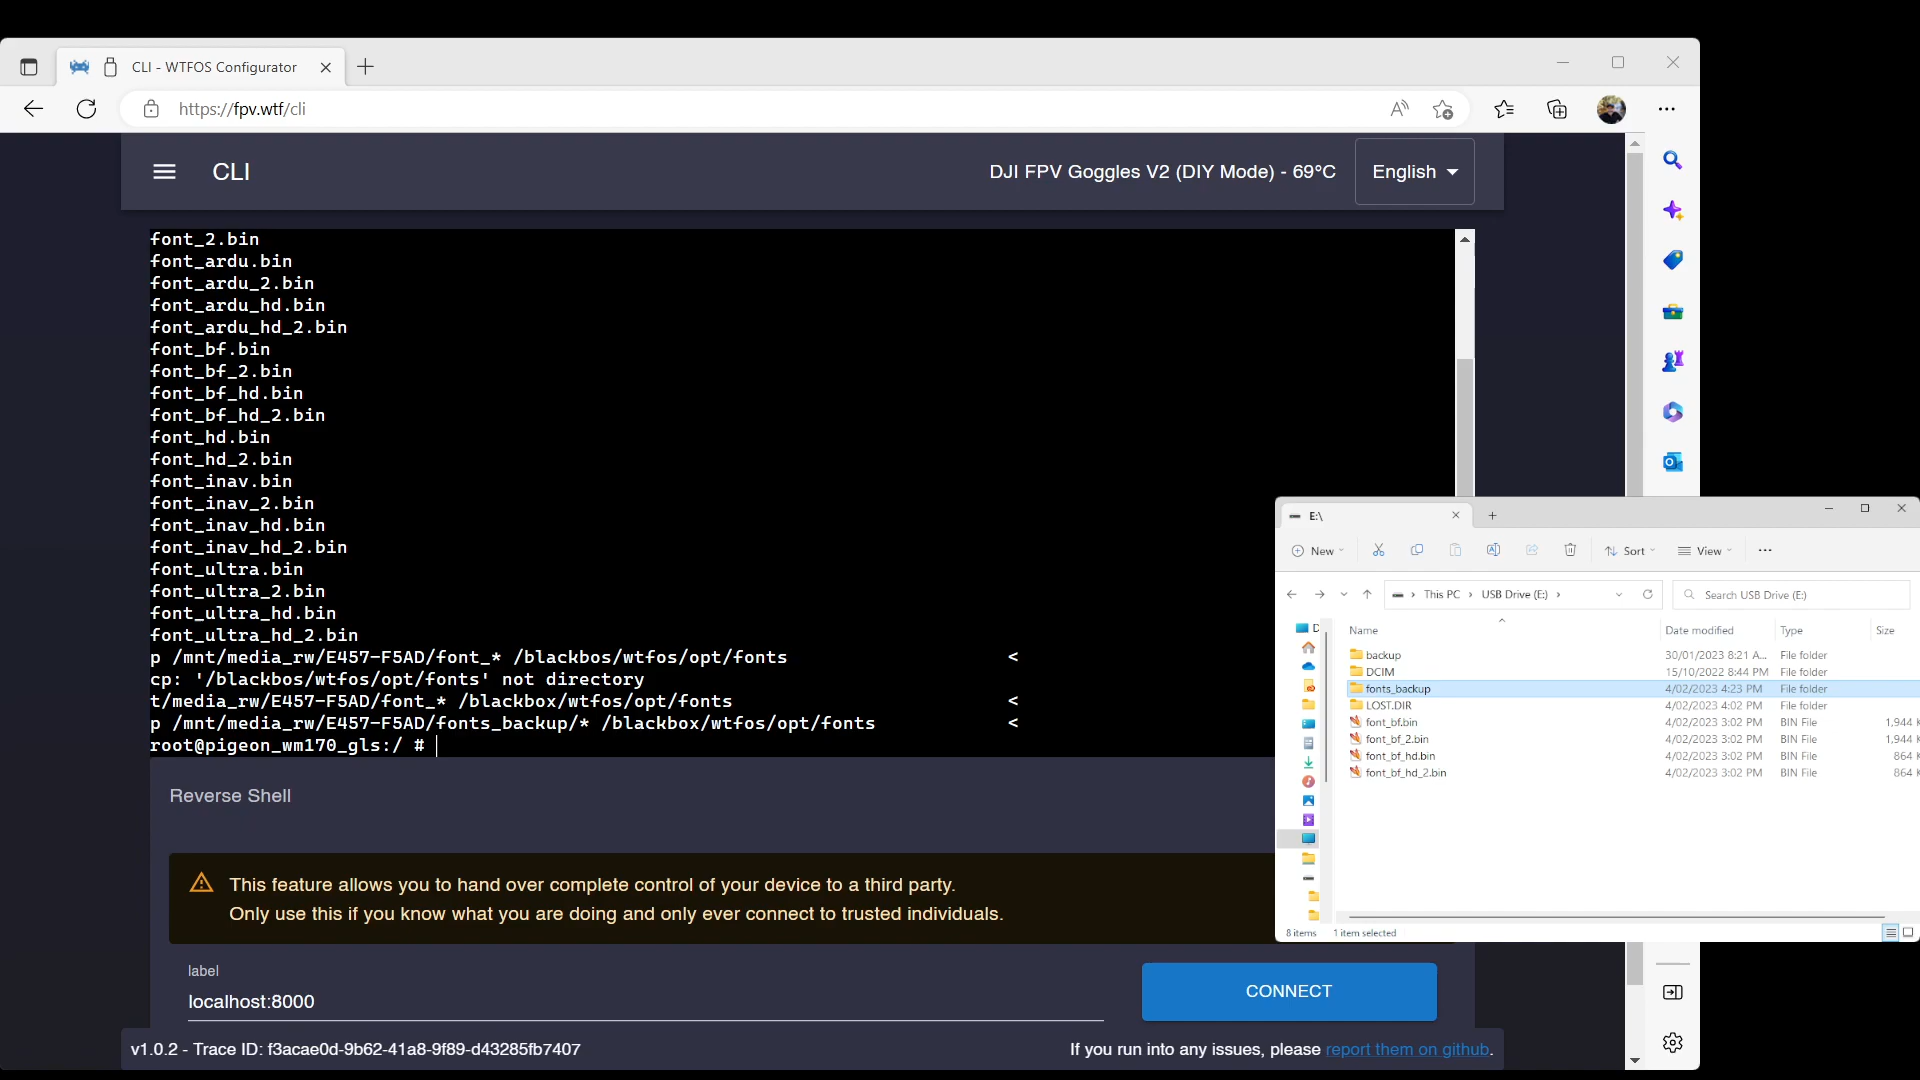 CLI - WTFOS Configurator
https://fpv.wtf/cli
CLI
DJI FPV Goggles V2 (DIY Mode) - 69°C
English
font_2.bin
font_ardu.bin
font_ardu_2.bin
font_ardu_hd.bin
font_ardu_hd_2.bin
font_bf.bin
font_bf_2.bin
font_bf_hd.bin
font_bf_hd_2.bin
font_hd.bin
font_hd_2.bin
font_inav.bin
font_inav_2.bin
font_inav_hd.bin
font_inav_hd_2.bin
font_ultra.bin
font_ultra_2.bin
font_ultra_hd.bin
font_ultra_hd_2.bin
p /mnt/media_rw/E457-F5AD/font_* /blackbos/wtfos/opt/fonts <
cp: '/blackbos/wtfos/opt/fonts' not directory
t/media_rw/E457-F5AD/font_* /blackbox/wtfos/opt/fonts <
p /mnt/media_rw/E457-F5AD/fonts_backup/* /blackbox/wtfos/opt/fonts <
root@pigeon_wm170_gls:/ #
Reverse Shell
This feature allows you to hand over complete control of your device to a third party.
Only use this if you know what you are doing and only ever connect to trusted individuals.
label
localhost:8000
CONNECT
v1.0.2 - Trace ID: f3acae0d-9b62-41a8-9f89-d43285fb7407
If you run into any issues, please report them on github.
E:\
New
Sort
View
This PC > USB Drive (E:) >
Search USB Drive (E:)
Name Date modified Type Size
backup 30/01/2023 8:21 A... File folder
DCIM 15/10/2022 8:44 PM File folder
fonts_backup 4/02/2023 4:23 PM File folder
LOST.DIR 4/02/2023 4:02 PM File folder
font_bf.bin 4/02/2023 3:02 PM BIN File 1,944 K
font_bf_2.bin 4/02/2023 3:02 PM BIN File 1,944 K
font_bf_hd.bin 4/02/2023 3:02 PM BIN File 864 K
font_bf_hd_2.bin 4/02/2023 3:02 PM BIN File 864 K
8 items 1 item selected